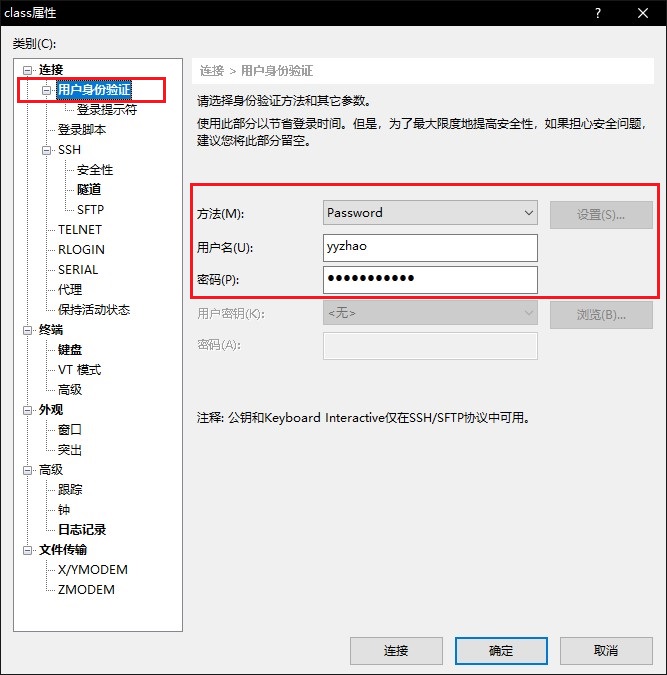 class属性
?
类别(C):
连接
用户身份验证
登录提示符
登录脚本
SSH
安全性
隧道
SFTP
TELNET
RLOGIN
SERIAL
代理
保持活动状态
终端
键盘
VT 模式
高级
外观
窗口
突出
高级
跟踪
钟
日志记录
文件传输
X/YMODEM
ZMODEM
连接 > 用户身份验证
请选择身份验证方法和其它参数。
使用此部分以节省登录时间。但是，为了最大限度地提高安全性，如果担心安全问题，
建议您将此部分留空。
方法(M): Password 设置(S)...
用户名(U): yyzhao
密码(P): ●●●●●●●●●●●
用户密钥(K): <无> 浏览(B)...
密码(A):
注释: 公钥和Keyboard Interactive仅在SSH/SFTP协议中可用。
连接 确定 取消